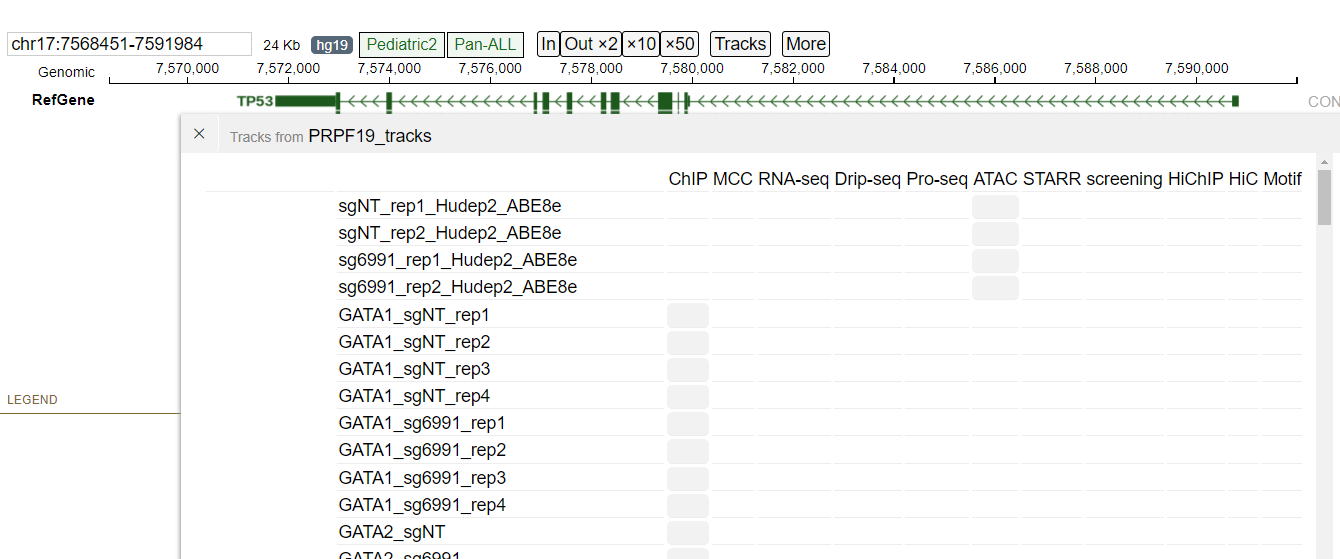 chr17:7568451-7591984 24 Kb hg19 Pediatric2 Pan-ALL In Out ×2 ×10 ×50 Tracks More
Genomic 7,570,000 7,572,000 7,574,000 7,576,000 7,578,000 7,580,000 7,582,000 7,584,000 7,586,000 7,588,000 7,590,000
RefGene TP53 CON
× Tracks from PRPF19_tracks
ChIP MCC RNA-seq Drip-seq Pro-seq ATAC STARR screening HiChIP HiC Motif
sgNT_rep1_Hudep2_ABE8e
sgNT_rep2_Hudep2_ABE8e
sg6991_rep1_Hudep2_ABE8e
sg6991_rep2_Hudep2_ABE8e
GATA1_sgNT_rep1
GATA1_sgNT_rep2
GATA1_sgNT_rep3
GATA1_sgNT_rep4
LEGEND
GATA1_sg6991_rep1
GATA1_sg6991_rep2
GATA1_sg6991_rep3
GATA1_sg6991_rep4
GATA2_sgNT
GATA2_sg6991